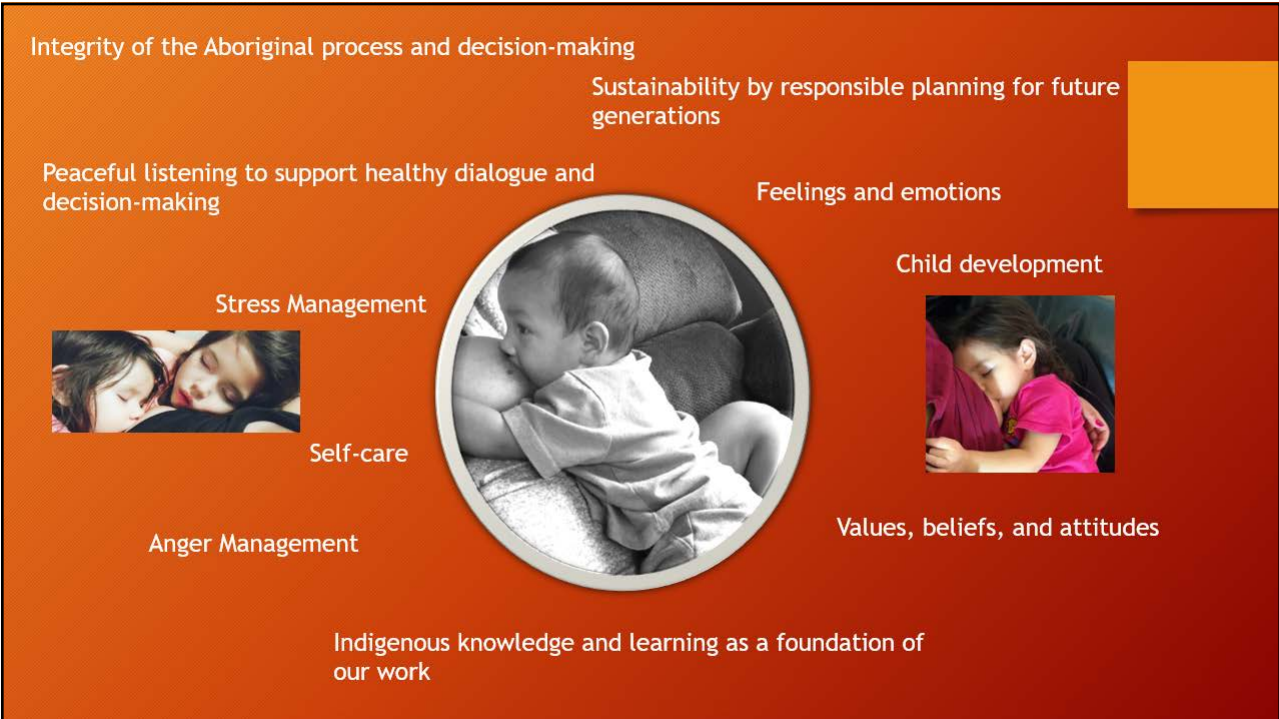 Integrity of the Aboriginal process and decision-making
Sustainability by responsible planning for future
generations
Peaceful listening to support healthy dialogue and
decision-making
Feelings and emotions
Child development
Stress Management
Self-care
Values, beliefs, and attitudes
Anger Management
Indigenous knowledge and learning as a foundation of
our work